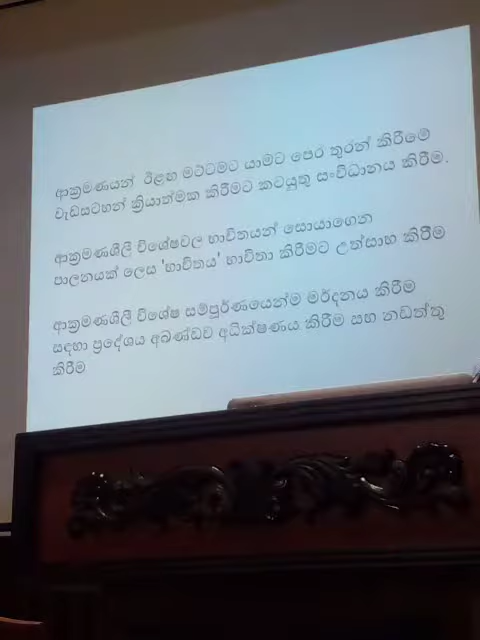 ආක්‍රමණයන් ඊළඟ මට්ටමට යාමට පෙර තුරන් කිරීමේ
වැඩසටහන් ක්‍රියාත්මක කිරීමට කටයුතු සංවිධානය කිරීම.
ආක්‍රමණශීලී විශේෂවල භාවිතයන් සොයාගෙන
පාලනයක් ලෙස 'භාවිතය' භාවිතා කිරීමට උත්සාහ කිරීම
ආක්‍රමණශීලී විශේෂ සම්පූර්ණයෙන්ම මර්දනය කිරීම
සඳහා ප්‍රදේශය අඛණ්ඩව අධීක්ෂණය කිරීම සහ නඩත්තු
කිරීම